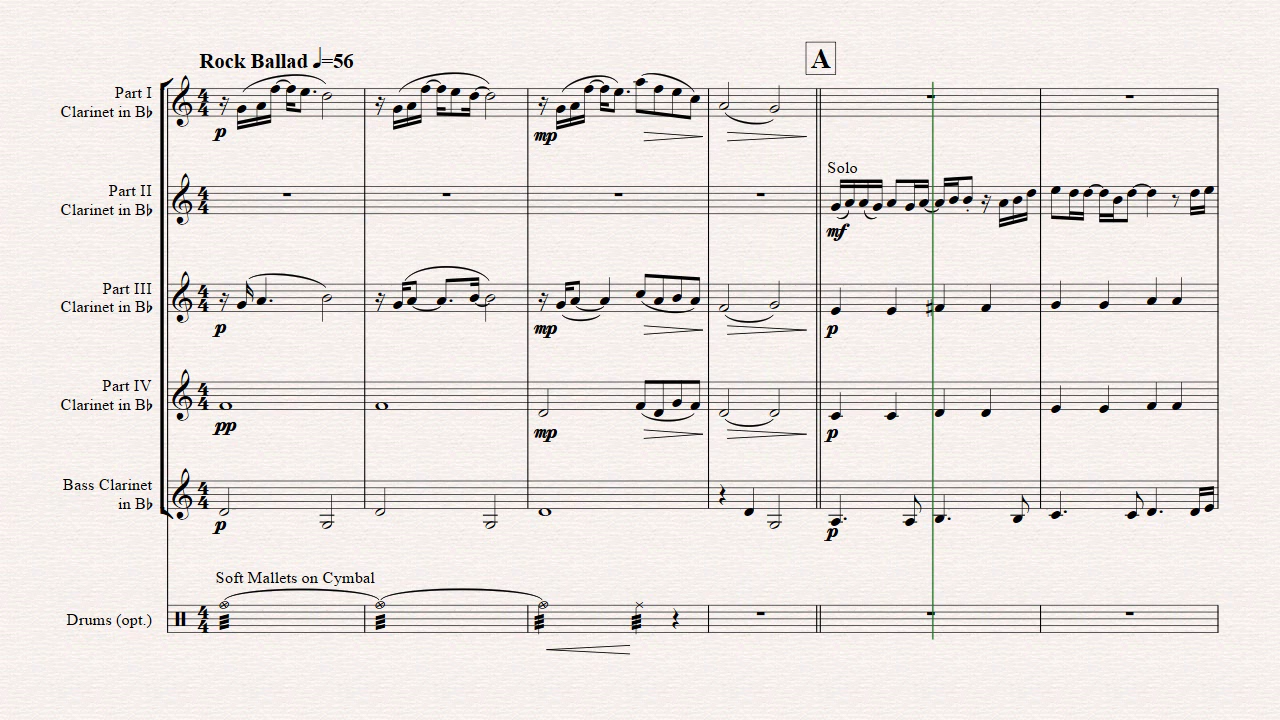 Rock Ballad ♩=56
A
Part I
Clarinet in B♭
p
mp
Part II
Clarinet in B♭
Solo
mf
Part III
Clarinet in B♭
p
mp
p
Part IV
Clarinet in B♭
pp
mp
p
Bass Clarinet
in B♭
p
p
Soft Mallets on Cymbal
Drums (opt.)